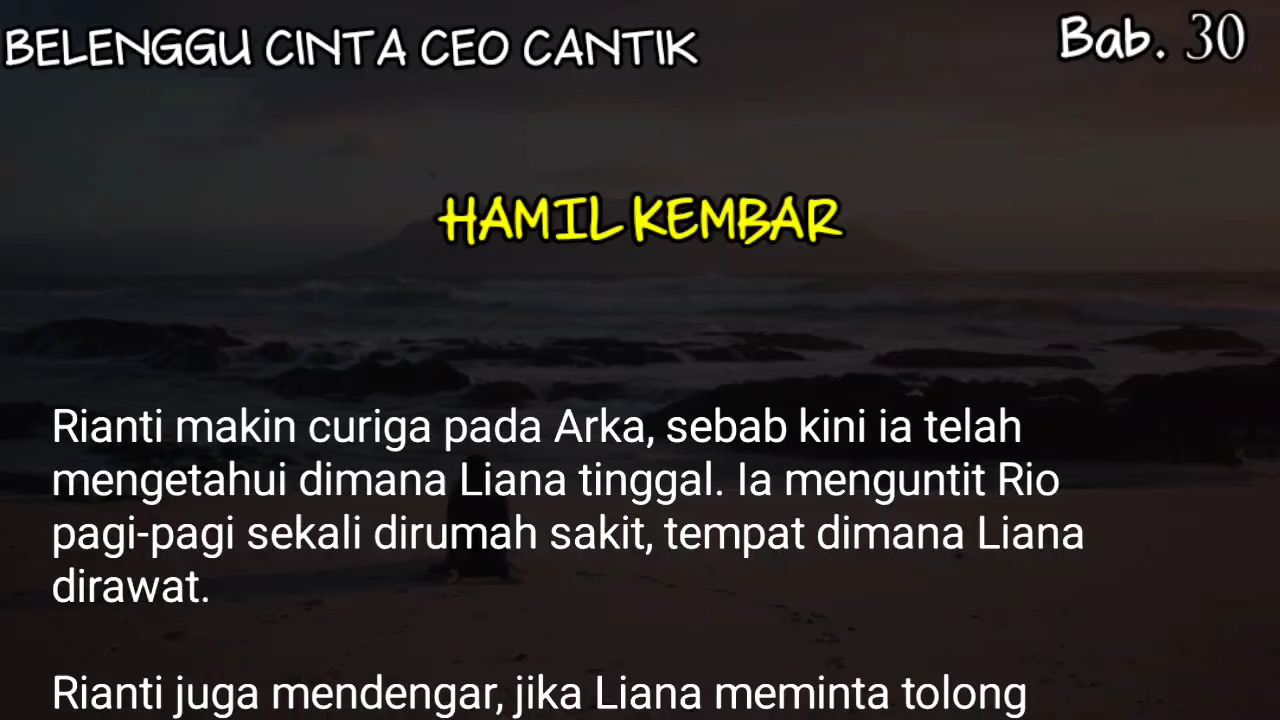 BELENGGU CINTA CEO CANTIK
Bab. 30
HAMIL KEMBAR
Rianti makin curiga pada Arka, sebab kini ia telah
mengetahui dimana Liana tinggal. Ia menguntit Rio
pagi-pagi sekali dirumah sakit, tempat dimana Liana
dirawat.
Rianti juga mendengar, jika Liana meminta tolong